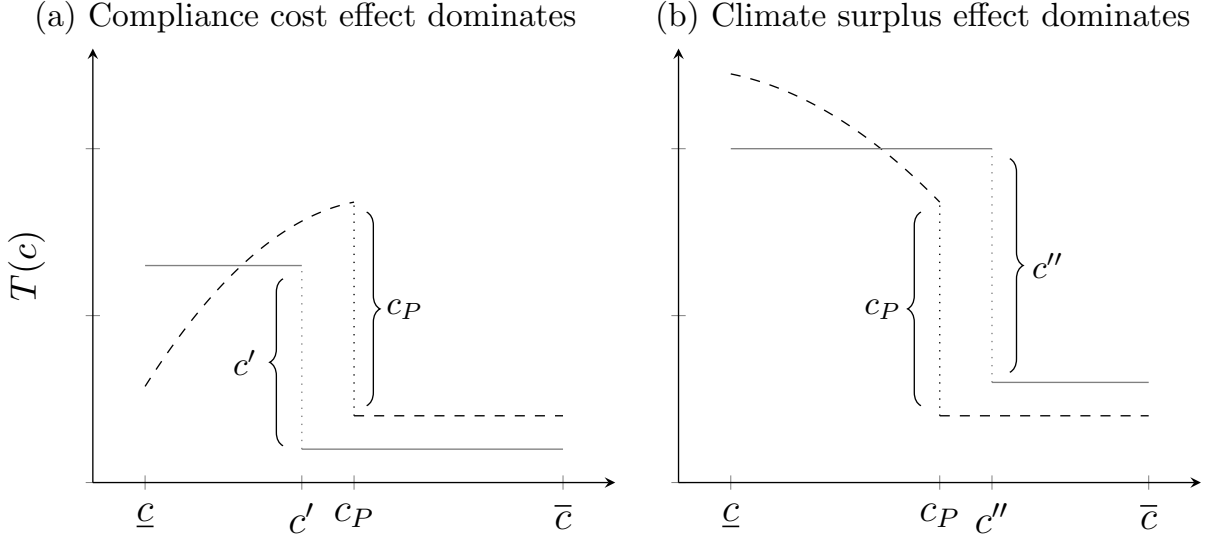 (a) Compliance cost effect dominates
(b) Climate surplus effect dominates
T(c)
c′
c_P
c_P
c″
c̲
c′
c_P
c̅
c̲
c_P
c″
c̅